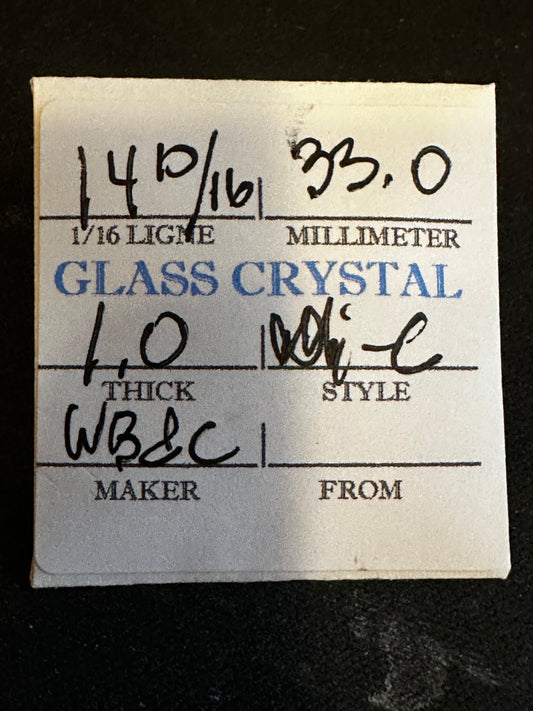 14 10/16 33.0
1/16 LIGNE MILLIMETER
GLASS CRYSTAL
1.0 -C
THICK STYLE
WB&C
MAKER FROM